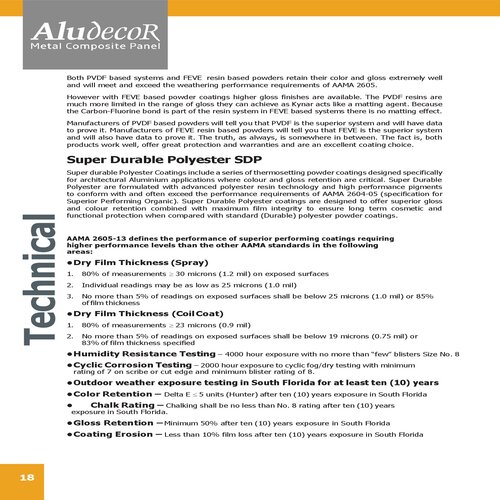 AludecoR
Metal Composite Panel
Both PVDF based systems and FEVE resin based powders retain their color and gloss extremely well
and will meet and exceed the weathering performance requirements of AAMA 2605.
However with FEVE based powder coatings higher gloss finishes are available. The PVDF resins are
much more limited in the range of gloss they can achieve as Kynar acts like a matting agent. Because
the Carbon-Fluorine bond is part of the resin system in FEVE based systems there is no matting effect.
Manufacturers of PVDF based powders will tell you that PVDF is the superior system and will have data
to prove it. Manufacturers of FEVE resin based powders will tell you that FEVE is the superior system
and will also have data to prove it. The truth, as always, is somewhere in between. The fact is, both
products work well, offer great protection and warranties and are an excellent coating choice.
Super Durable Polyester SDP
Super durable Polyester Coatings include a series of thermosetting powder coatings designed specifically
for architectural Aluminium applications where colour and gloss retention are critical. Super Durable
Polyester are formulated with advanced polyester resin technology and high performance pigments
to conform with and often exceed the performance requirements of AAMA 2604-05 (specification for
Superior Performing Organic). Super Durable Polyester coatings are designed to offer superior gloss
and colour retention combined with maximum film integrity to ensure long term cosmetic and
functional protection when compared with standard (Durable) polyester powder coatings.
Technical
AAMA 2605-13 defines the performance of superior performing coatings requiring
higher performance levels than the other AAMA standards in the following
areas:
● Dry Film Thickness (Spray)
1. 80% of measurements ≥ 30 microns (1.2 mil) on exposed surfaces
2. Individual readings may be as low as 25 microns (1.0 mil)
3. No more than 5% of readings on exposed surfaces shall be below 25 microns (1.0 mil) or 85%
of film thickness
● Dry Film Thickness (Coil Coat)
1. 80% of measurements ≥ 23 microns (0.9 mil)
2. No more than 5% of readings on exposed surfaces shall be below 19 microns (0.75 mil) or
83% of film thickness specified
● Humidity Resistance Testing – 4000 hour exposure with no more than "few" blisters Size No. 8
● Cyclic Corrosion Testing – 2000 hour exposure to cyclic fog/dry testing with minimum
rating of 7 on scribe or cut edge and minimum blister rating of 8.
● Outdoor weather exposure testing in South Florida for at least ten (10) years
● Color Retention – Delta E ≤ 5 units (Hunter) after ten (10) years exposure in South Florida
● Chalk Rating – Chalking shall be no less than No. 8 rating after ten (10) years
exposure in South Florida.
● Gloss Retention – Minimum 50% after ten (10) years exposure in South Florida
● Coating Erosion – Less than 10% film loss after ten (10) years exposure in South Florida
18